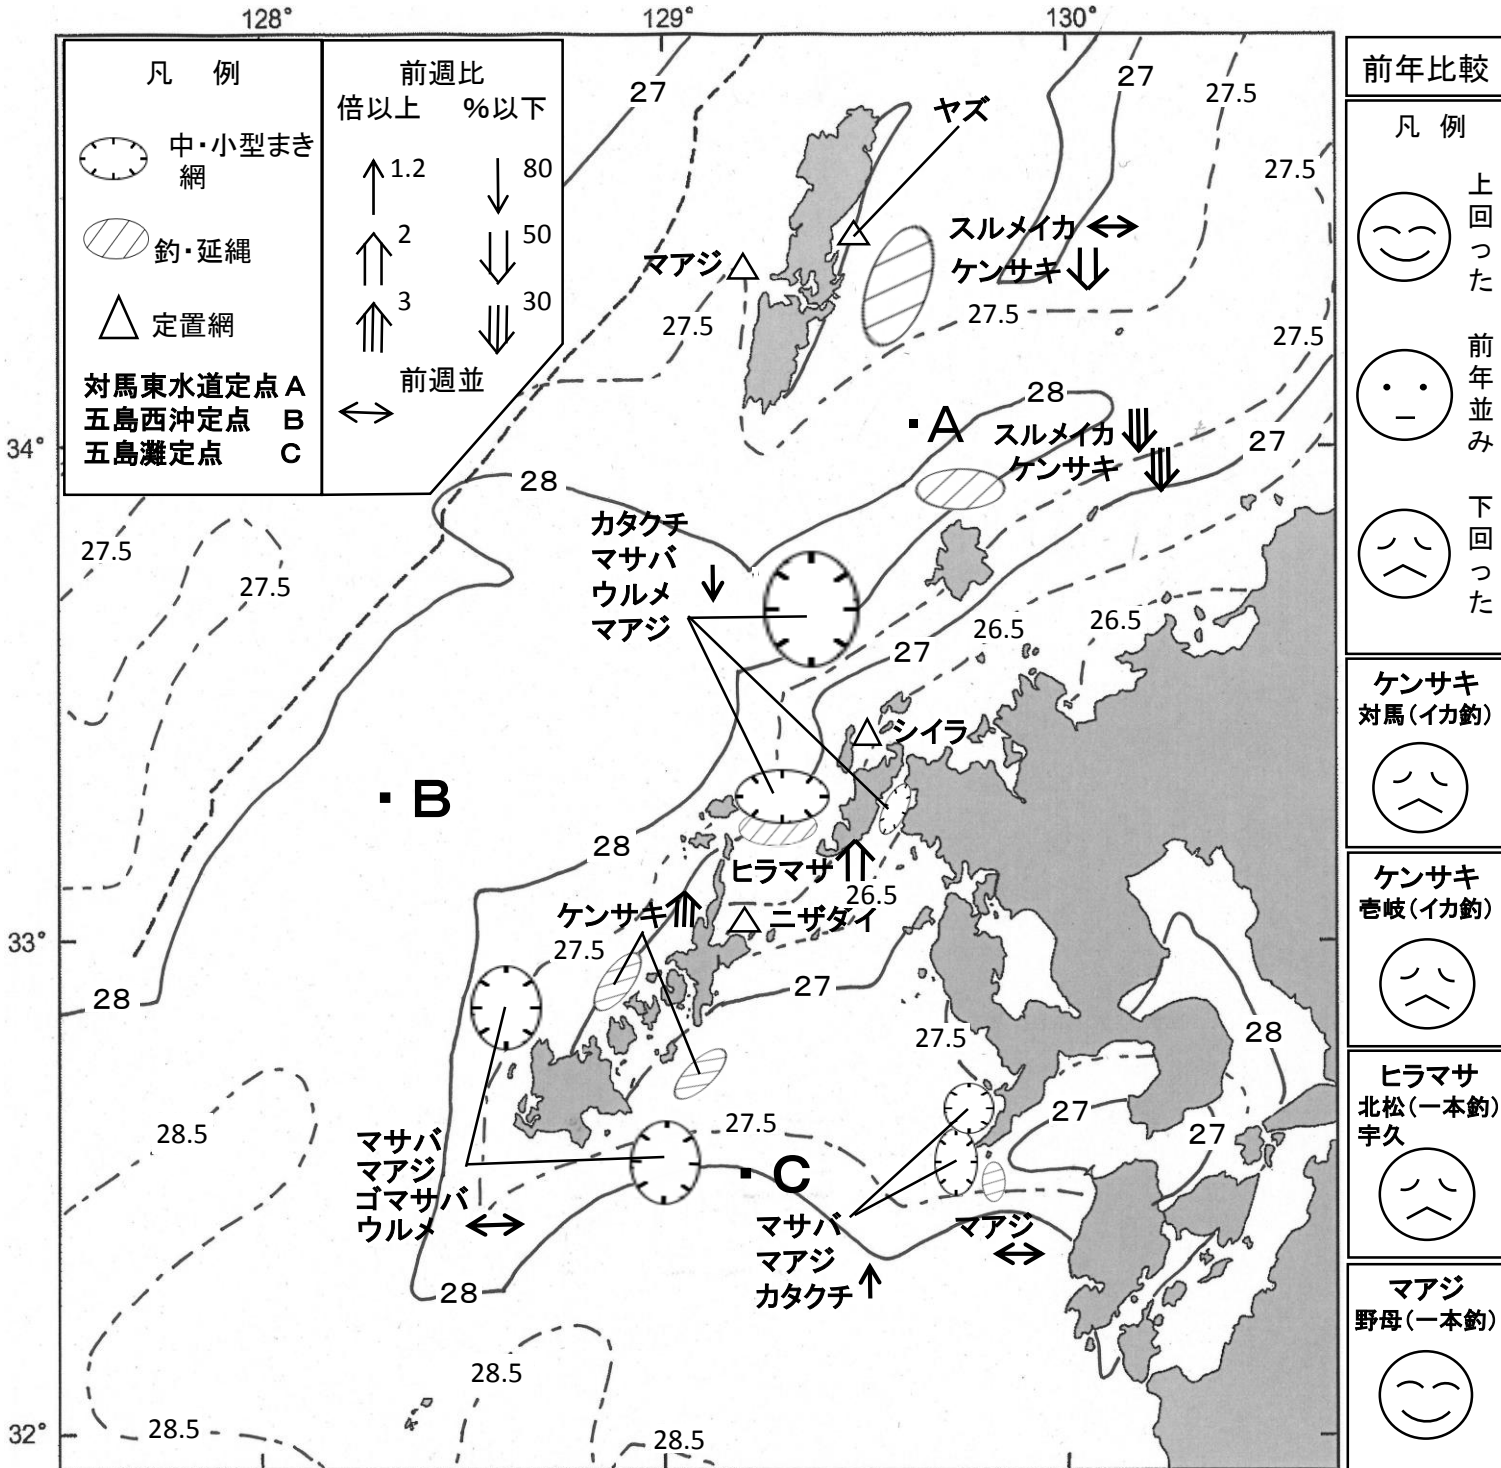 128°
129°
130°
凡　例
中・小型まき
網
釣・延縄
定置網
対馬東水道定点 A
五島西沖定点　B
五島灘定点　C
前週比
倍以上　%以下
1.2
80
2
50
3
30
前週並
27
27
27.5
27.5
ヤズ
スルメイカ
ケンサキ
マアジ
27.5
27.5
27.5
28
A
34°
スルメイカ
ケンサキ
27
28
27.5
27.5
カタクチ
マサバ
ウルメ
マアジ
26.5
26.5
27
シイラ
B
28
ヒラマサ
26.5
ケンサキ
ニザダイ
33°
27.5
27
28
27.5
28
28.5
27.5
27
27
マサバ
マアジ
ゴマサバ
ウルメ
C
マサバ
マアジ
カタクチ
マアジ
28
28.5
28.5
28.5
32°
前年比較
凡　例
上回った
前年並み
下回った
ケンサキ
対馬（イカ釣）
ケンサキ
壱岐（イカ釣）
ヒラマサ
北松（一本釣）
宇久
マアジ
野母（一本釣）